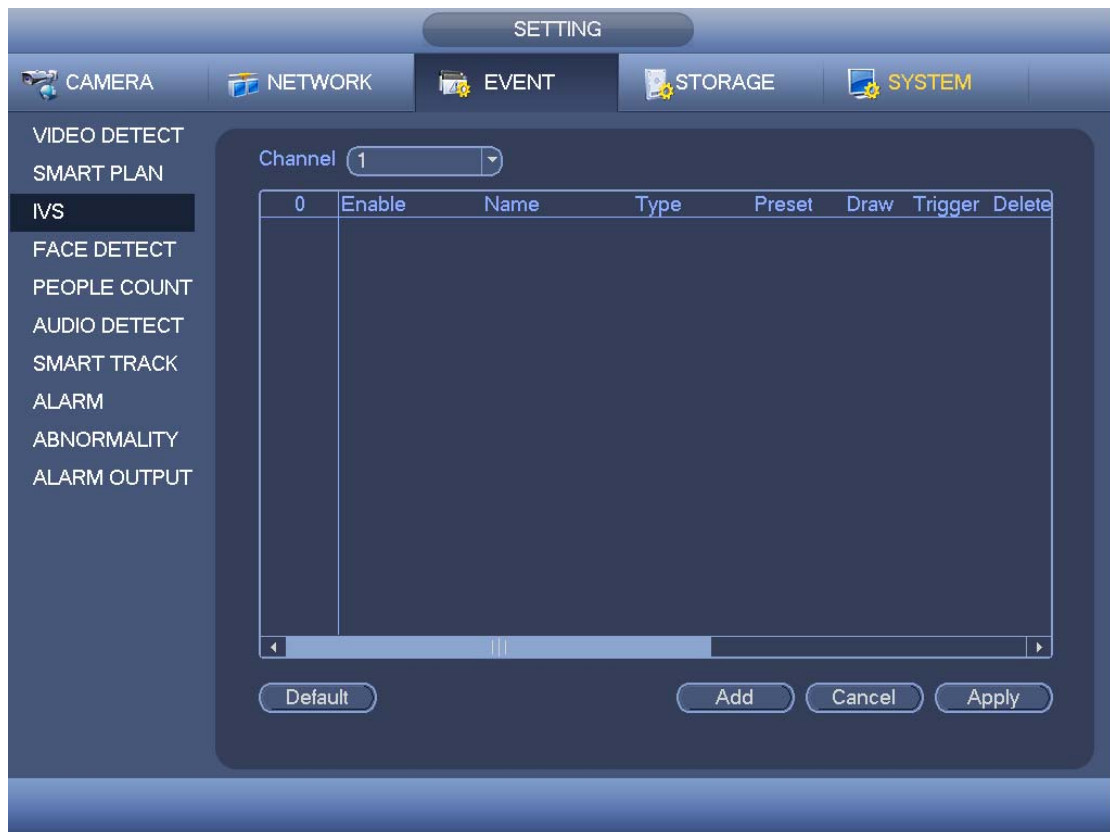 SETTING
CAMERA NETWORK EVENT STORAGE SYSTEM
VIDEO DETECT
SMART PLAN
IVS
FACE DETECT
PEOPLE COUNT
AUDIO DETECT
SMART TRACK
ALARM
ABNORMALITY
ALARM OUTPUT
Channel 1
0 Enable Name Type Preset Draw Trigger Delete
Default Add Cancel Apply